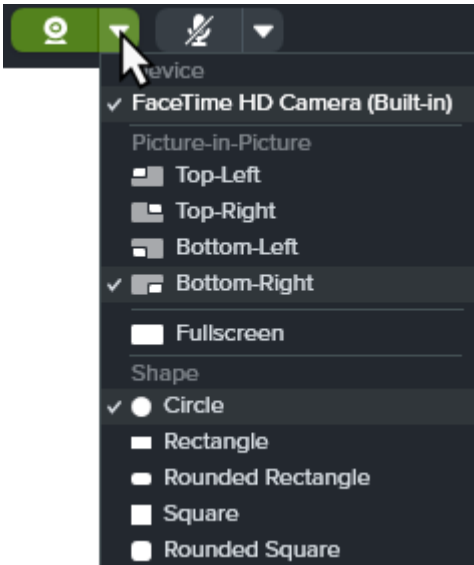 Device
FaceTime HD Camera (Built-in)
Picture-in-Picture
Top-Left
Top-Right
Bottom-Left
Bottom-Right
Fullscreen
Shape
Circle
Rectangle
Rounded Rectangle
Square
Rounded Square